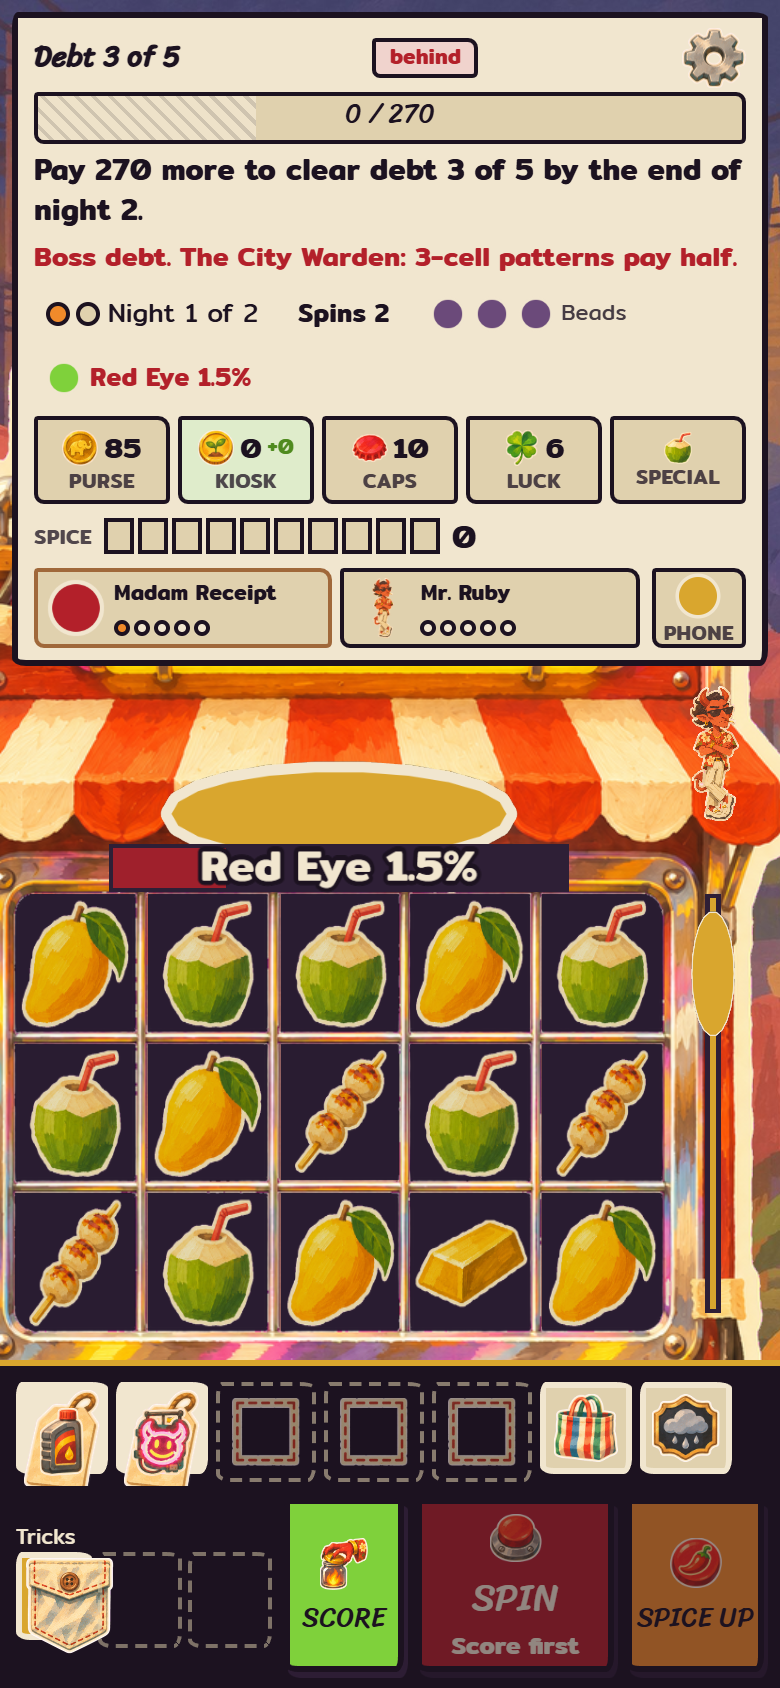 Debt 3 of 5
behind
0 / 270
Pay 270 more to clear debt 3 of 5 by the end of
night 2.
Boss debt. The City Warden: 3-cell patterns pay half.
Night 1 of 2
Spins 2
Beads
Red Eye 1.5%
85
PURSE
0 +0
KIOSK
10
CAPS
6
LUCK
SPECIAL
SPICE
0
Madam Receipt
Mr. Ruby
PHONE
Red Eye 1.5%
Tricks
SCORE
SPIN
Score first
SPICE UP